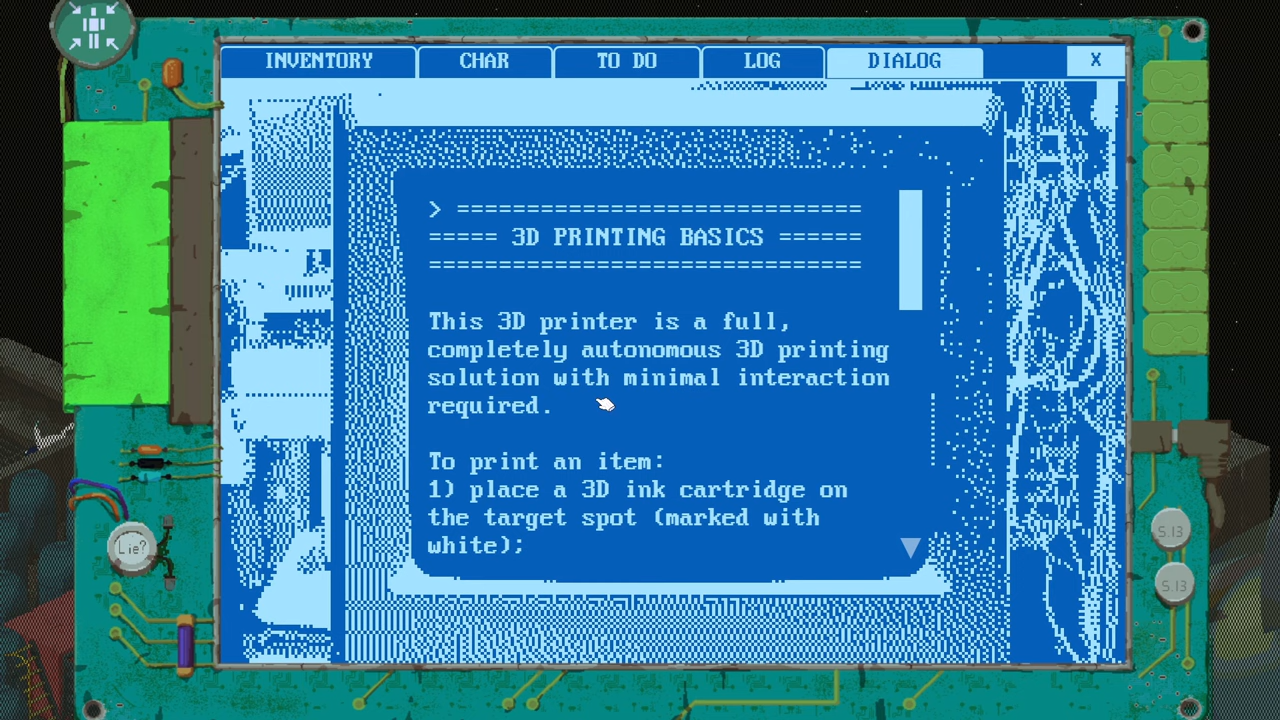 INVENTORY CHAR TO DO LOG DIALOG X
> =============================
===== 3D PRINTING BASICS ======
===============================
This 3D printer is a full,
completely autonomous 3D printing
solution with minimal interaction
required.
To print an item:
1) place a 3D ink cartridge on
the target spot (marked with
white);
Lie?
S.13
S.13